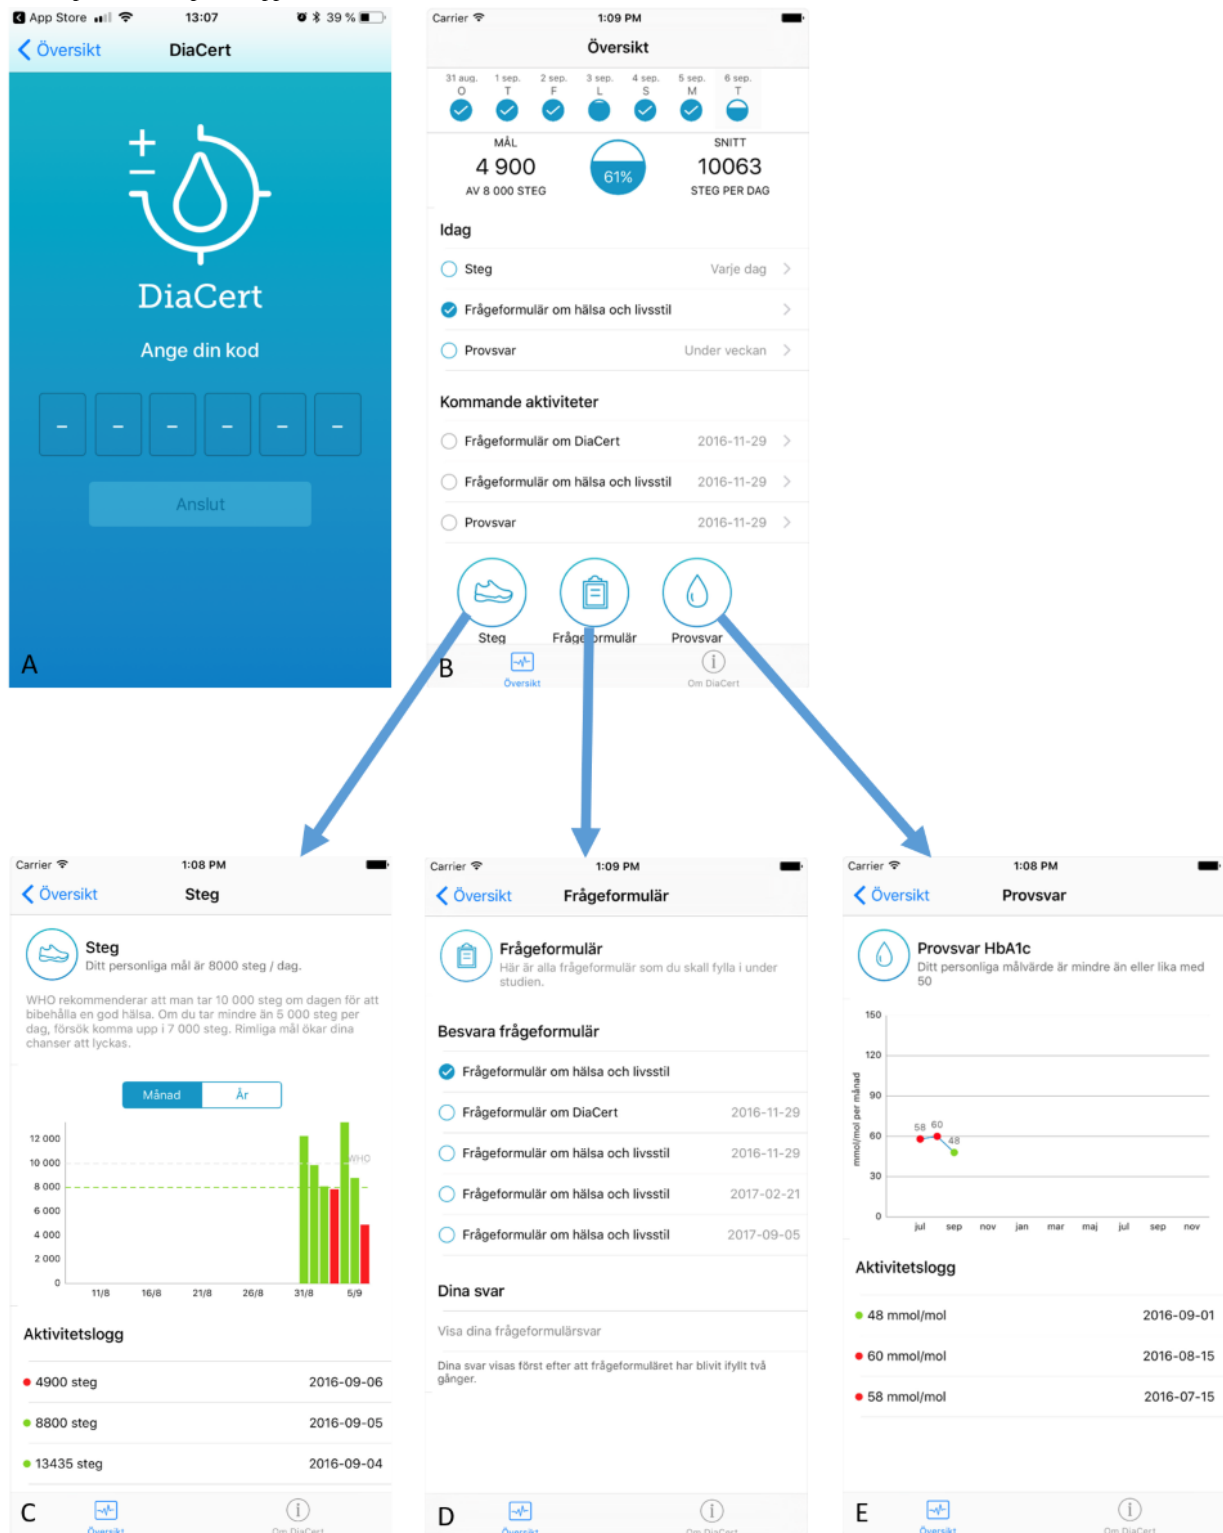 App Store 13:07 39 %
Översikt DiaCert
DiaCert
Ange din kod
– – – – – –
Anslut
A
Carrier 1:09 PM
Översikt
31 aug. 1 sep. 2 sep. 3 sep. 4 sep. 5 sep. 6 sep.
O T F L S M T
MÅL SNITT
4 900 61% 10063
AV 8 000 STEG STEG PER DAG
Idag
Steg Varje dag
Frågeformulär om hälsa och livsstil
Provsvar Under veckan
Kommande aktiviteter
Frågeformulär om DiaCert 2016-11-29
Frågeformulär om hälsa och livsstil 2016-11-29
Provsvar 2016-11-29
Steg Frågeformulär Provsvar
B
Översikt Om DiaCert
Carrier 1:08 PM
Översikt Steg
Steg
Ditt personliga mål är 8000 steg / dag.
WHO rekommenderar att man tar 10 000 steg om dagen för att
bibehålla en god hälsa. Om du tar mindre än 5 000 steg per
dag, försök komma upp i 7 000 steg. Rimliga mål ökar dina
chanser att lyckas.
Månad År
12 000
10 000 WHO
8 000
6 000
4 000
2 000
0
11/8 16/8 21/8 26/8 31/8 5/9
Aktivitetslogg
4900 steg 2016-09-06
8800 steg 2016-09-05
13435 steg 2016-09-04
C
Översikt Om DiaCert
Carrier 1:09 PM
Översikt Frågeformulär
Frågeformulär
Här är alla frågeformulär som du skall fylla i under
studien.
Besvara frågeformulär
Frågeformulär om hälsa och livsstil
Frågeformulär om DiaCert 2016-11-29
Frågeformulär om hälsa och livsstil 2016-11-29
Frågeformulär om hälsa och livsstil 2017-02-21
Frågeformulär om hälsa och livsstil 2017-09-05
Dina svar
Visa dina frågeformulärsvar
Dina svar visas först efter att frågeformuläret har blivit ifyllt två
gånger.
D
Översikt Om DiaCert
Carrier 1:08 PM
Översikt Provsvar
Provsvar HbA1c
Ditt personliga målvärde är mindre än eller lika med
50
mmol/mol per månad
150
120
90
60
30
0
58 60 48
jul sep nov jan mar maj jul sep nov
Aktivitetslogg
48 mmol/mol 2016-09-01
60 mmol/mol 2016-08-15
58 mmol/mol 2016-07-15
E
Översikt Om DiaCert